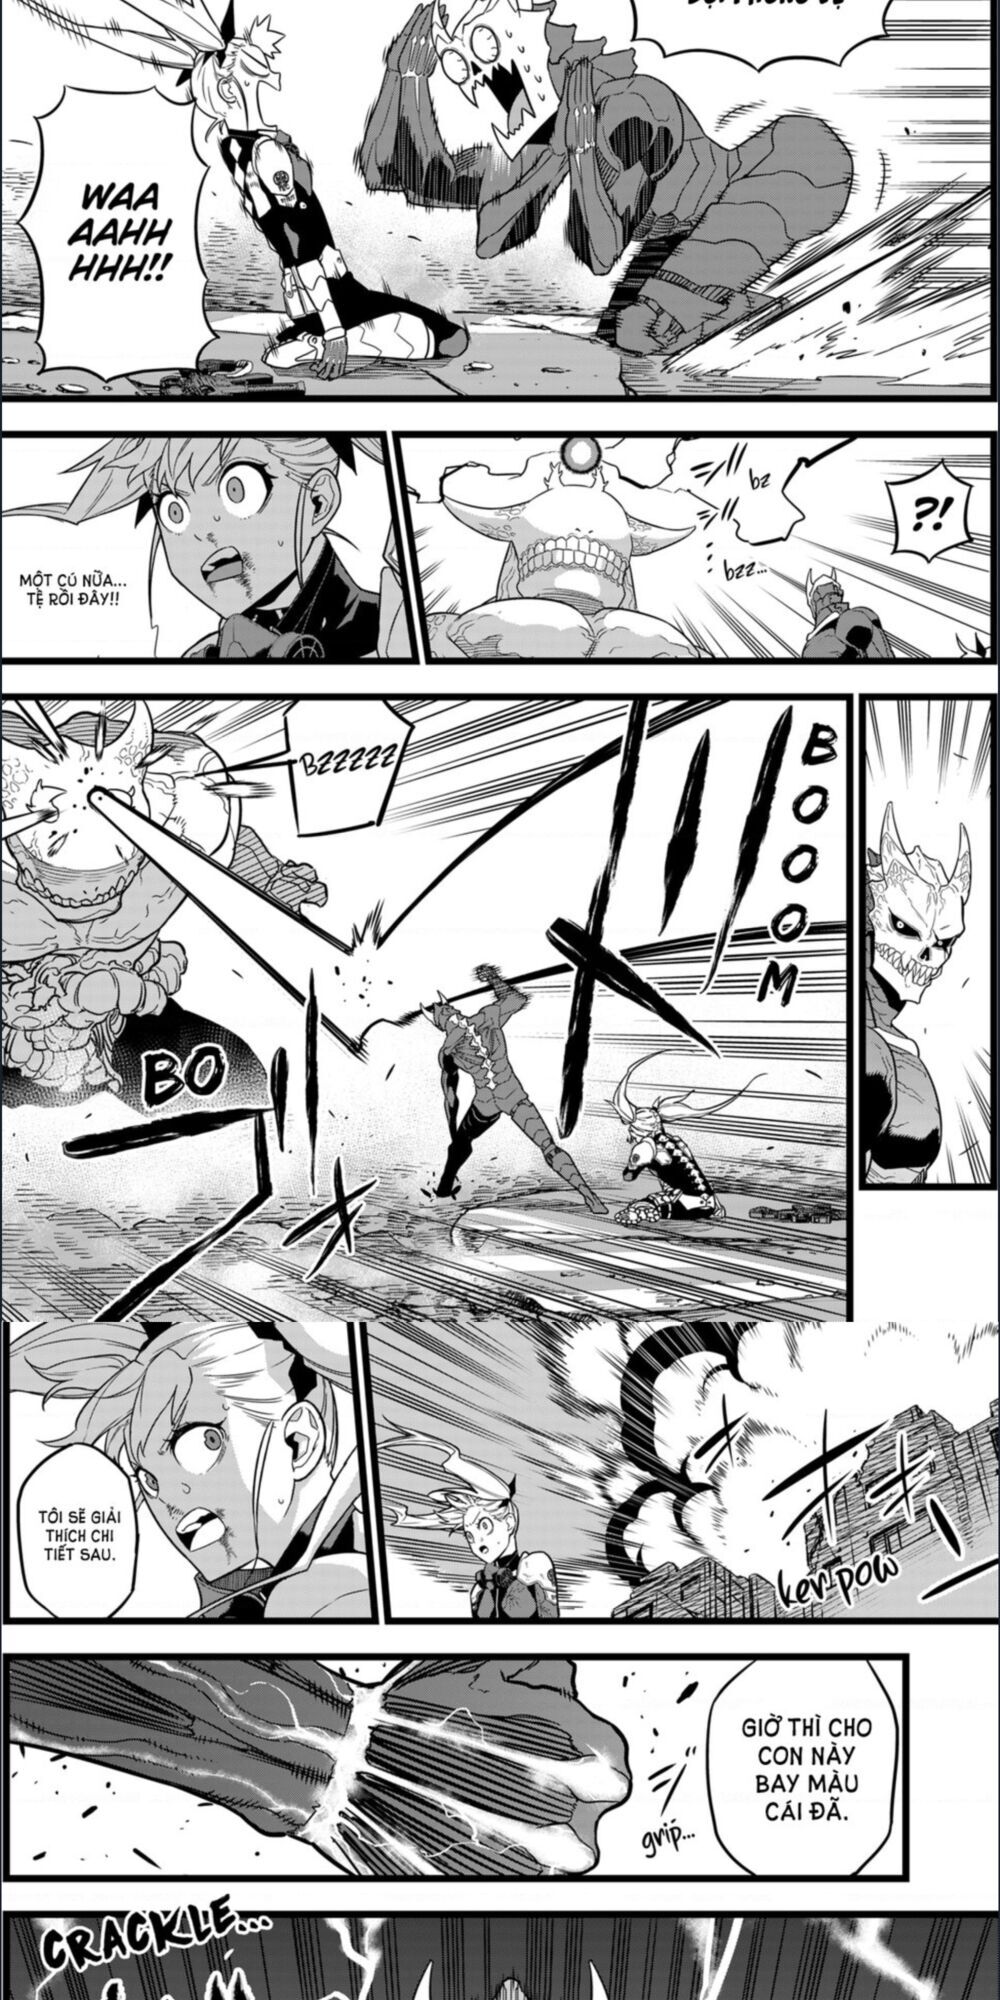 WAA
AAHH
HHH!!
MỘT CÚ NỮA...
TỆ RỒI ĐÂY!!
bz
bzz...
?!
BZZZZZ
BOOOM
BO
TÔI SẼ GIẢI
THÍCH CHI
TIẾT SAU.
ker pow
GIỜ THÌ CHO
CON NÀY
BAY MÀU
CÁI ĐÃ.
grip...
CRACKLE...